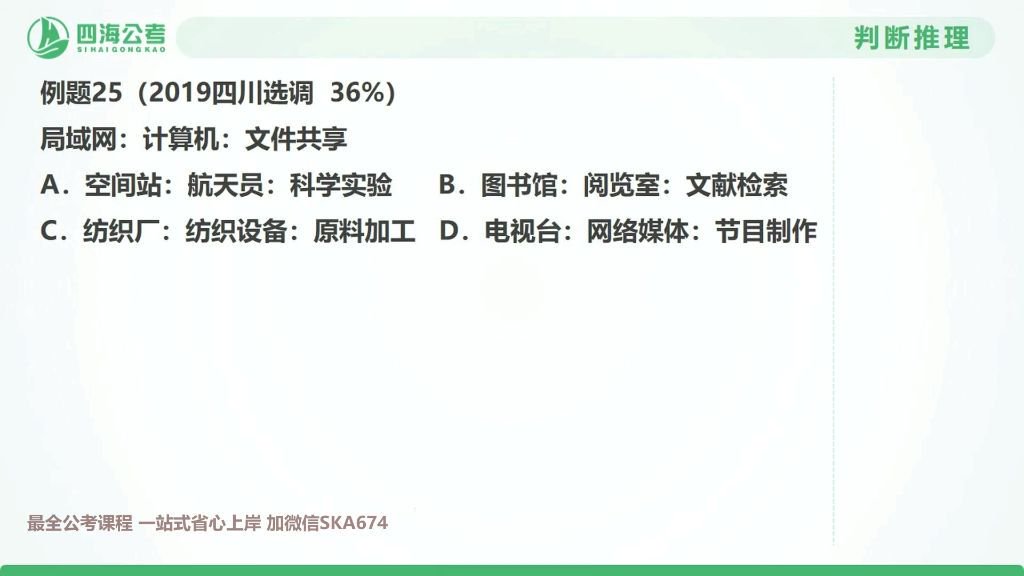 四海公考
SIHAIGONGKAO
判断推理
例题25（2019四川选调 36%）
局域网：计算机：文件共享
A．空间站：航天员：科学实验 B．图书馆：阅览室：文献检索
C．纺织厂：纺织设备：原料加工 D．电视台：网络媒体：节目制作
最全公考课程 一站式省心上岸 加微信SKA674